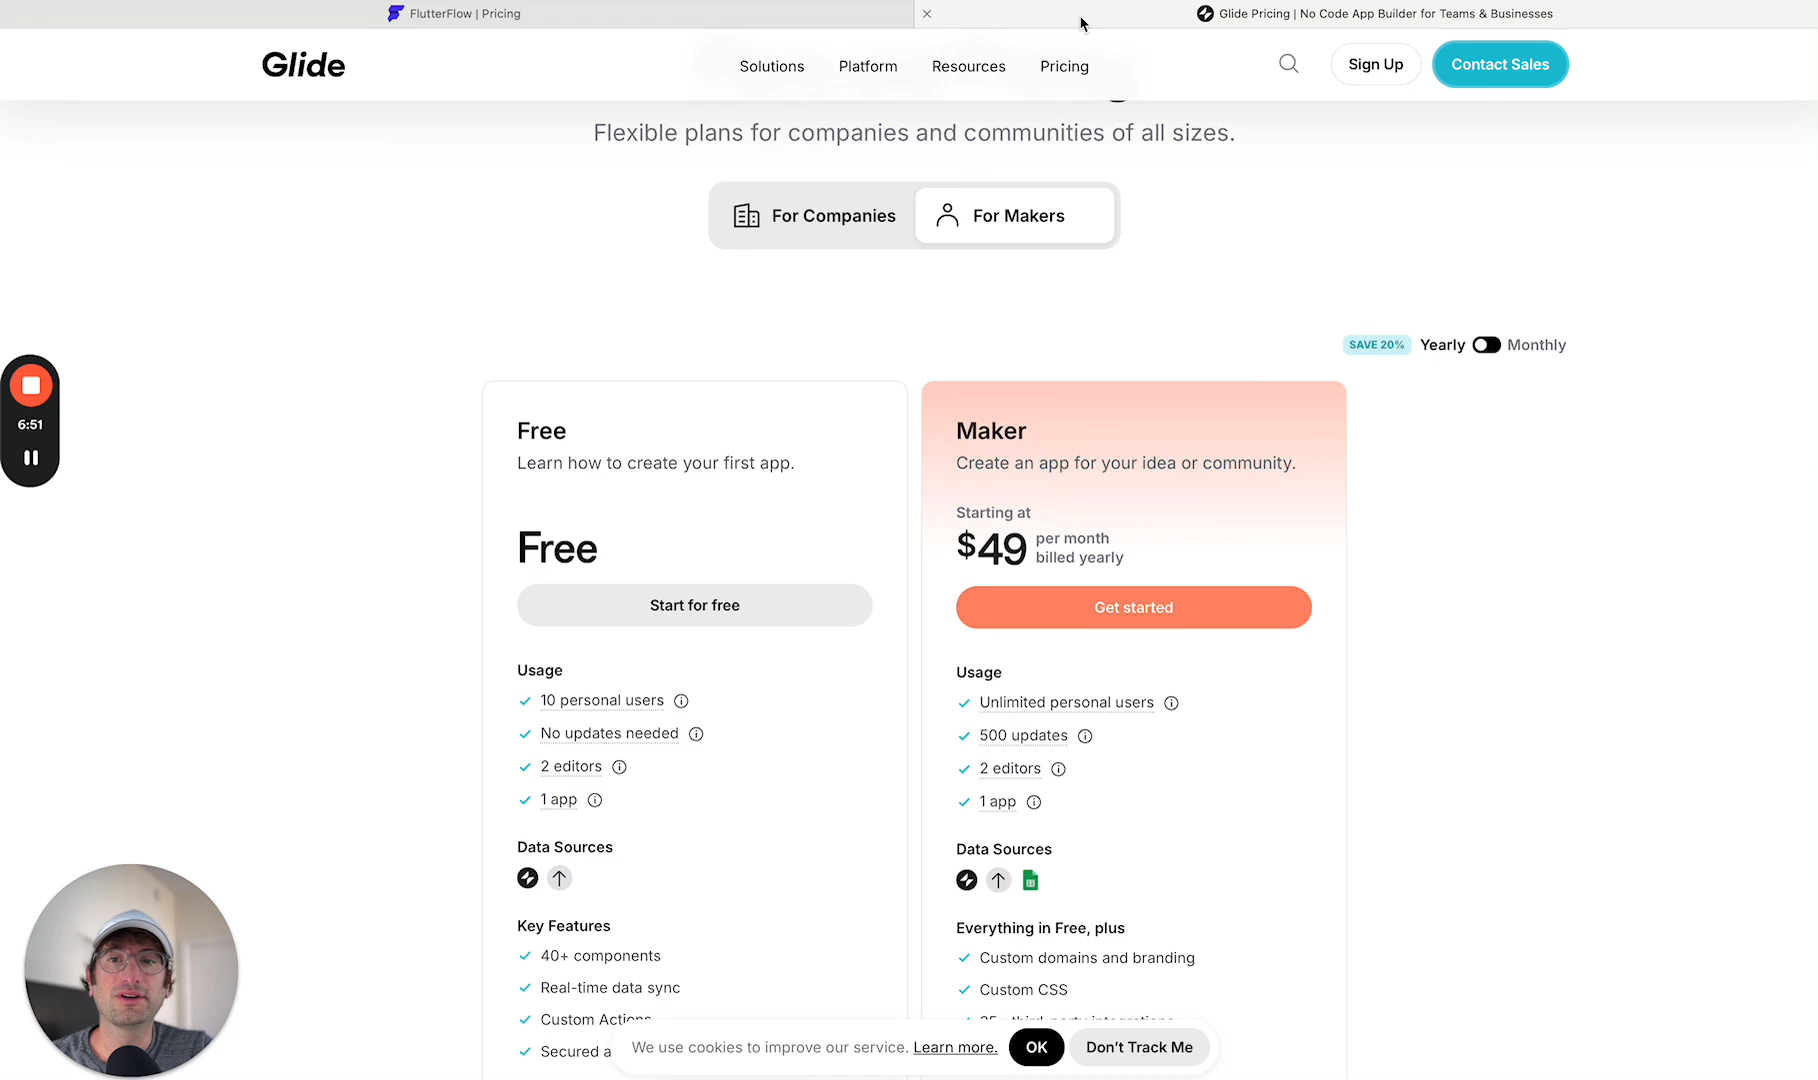 FlutterFlow | Pricing
Glide Pricing | No Code App Builder for Teams & Businesses
Glide
Solutions
Platform
Resources
Pricing
Sign Up
Contact Sales
Flexible plans for companies and communities of all sizes.
For Companies
For Makers
SAVE 20%
Yearly
Monthly
6:51
Free
Learn how to create your first app.
Free
Start for free
Usage
10 personal users
No updates needed
2 editors
1 app
Data Sources
Key Features
40+ components
Real-time data sync
Custom Actions
Secured a
Maker
Create an app for your idea or community.
Starting at
$49
per month
billed yearly
Get started
Usage
Unlimited personal users
500 updates
2 editors
1 app
Data Sources
Everything in Free, plus
Custom domains and branding
Custom CSS
We use cookies to improve our service. Learn more.
OK
Don't Track Me